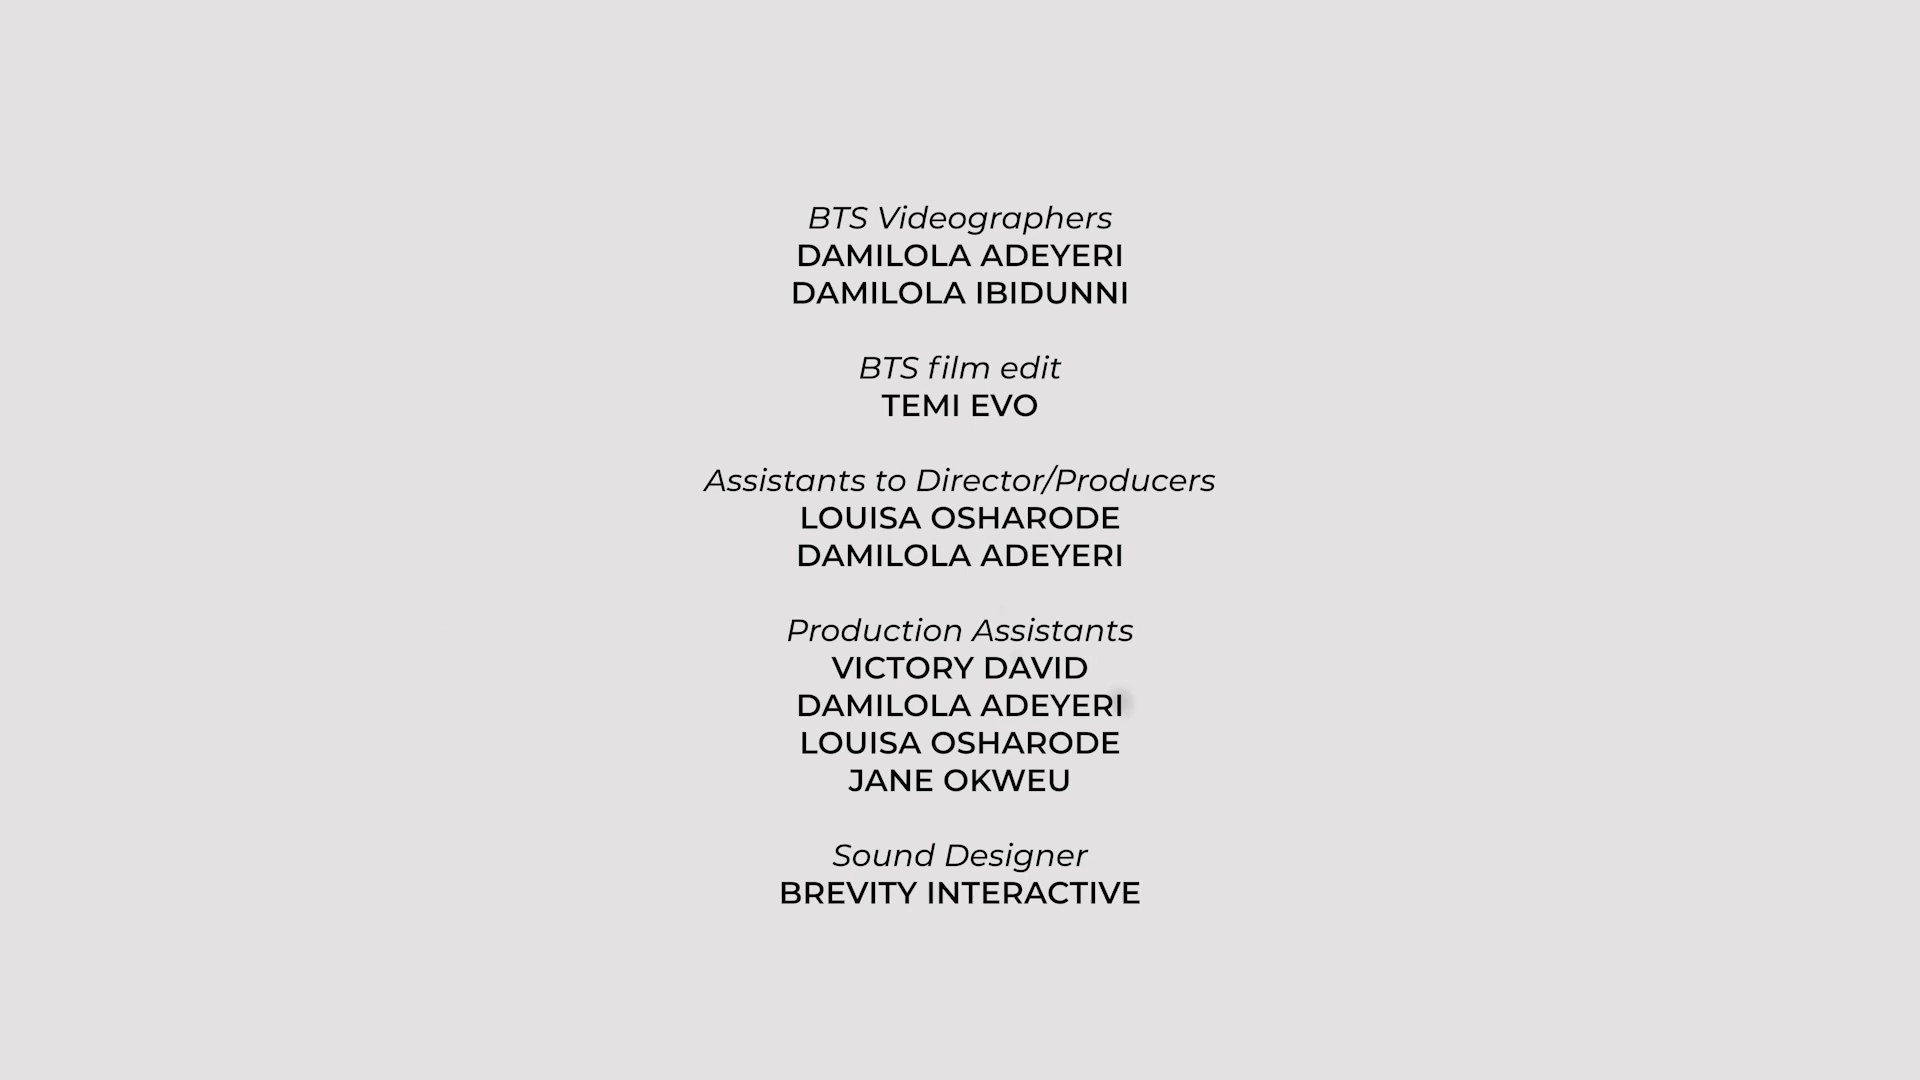 BTS Videographers
DAMILOLA ADEYERI
DAMILOLA IBIDUNNI
BTS film edit
TEMI EVO
Assistants to Director/Producers
LOUISA OSHARODE
DAMILOLA ADEYERI
Production Assistants
VICTORY DAVID
DAMILOLA ADEYERI
LOUISA OSHARODE
JANE OKWEU
Sound Designer
BREVITY INTERACTIVE